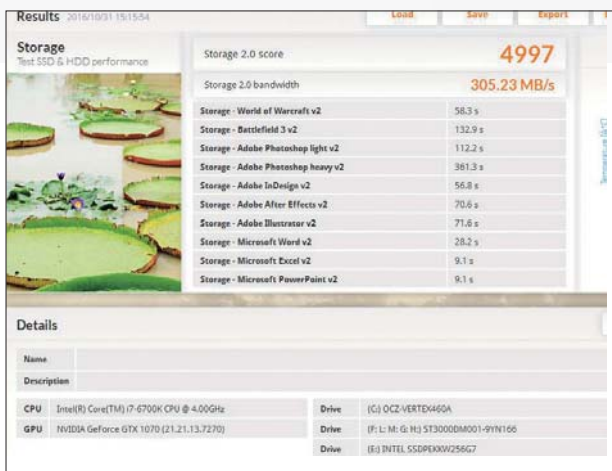 Results 2016/10/31 15:15:54 Load Save Export
Storage
Test SSD & HDD performance
Storage 2.0 score 4997
Storage 2.0 bandwidth 305.23 MB/s
Storage - World of Warcraft v2 58.3 s
Storage - Battlefield 3 v2 132.9 s
Storage - Adobe Photoshop light v2 112.2 s
Storage - Adobe Photoshop heavy v2 361.3 s
Storage - Adobe InDesign v2 56.8 s
Storage - Adobe After Effects v2 70.6 s
Storage - Adobe Illustrator v2 71.6 s
Storage - Microsoft Word v2 28.2 s
Storage - Microsoft Excel v2 9.1 s
Storage - Microsoft PowerPoint v2 9.1 s
Details
Name
Description
CPU Intel(R) Core(TM) i7-6700K CPU @ 4.00GHz Drive (C:) OCZ-VERTEX460A
GPU NVIDIA GeForce GTX 1070 (21.21.13.7270) Drive (F: L: M: G: H:) ST3000DM001-9YN166
Drive (E:) INTEL SSDPEKKW256G7